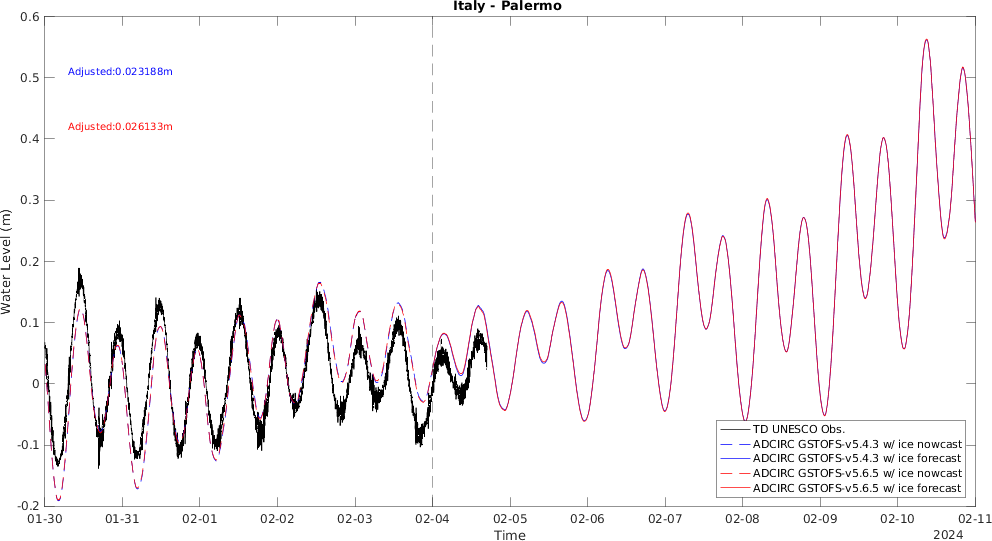 Italy - Palermo
0.6
0.5
0.4
0.3
0.2
0.1
0
-0.1
-0.2
Water Level (m)
Adjusted:0.023188m
Adjusted:0.026133m
TD UNESCO Obs.
ADCIRC GSTOFS-v5.4.3 w/ ice nowcast
ADCIRC GSTOFS-v5.4.3 w/ ice forecast
ADCIRC GSTOFS-v5.6.5 w/ ice nowcast
ADCIRC GSTOFS-v5.6.5 w/ ice forecast
01-30 01-31 02-01 02-02 02-03 02-04 02-05 02-06 02-07 02-08 02-09 02-10 02-11
Time
2024